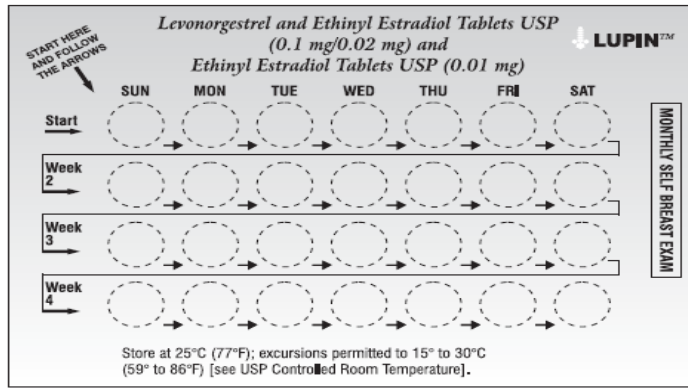 Levonorgestrel and Ethinyl Estradiol Tablets USP
(0.1 mg/0.02 mg) and
Ethinyl Estradiol Tablets USP (0.01 mg)
LUPIN™
START HERE
AND FOLLOW
THE ARROWS
SUN MON TUE WED THU FRI SAT
Start
Week
2
Week
3
Week
4
MONTHLY SELF BREAST EXAM
Store at 25°C (77°F); excursions permitted to 15° to 30°C
(59° to 86°F) [see USP Controlled Room Temperature].